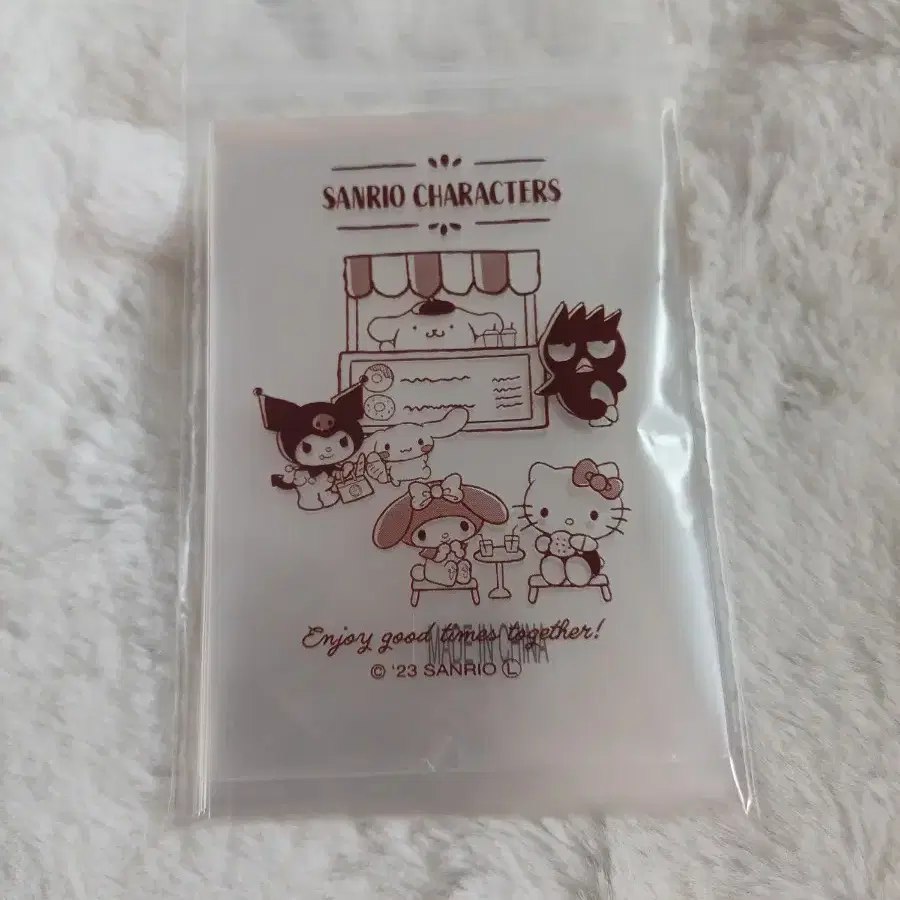 SANRIO CHARACTERS
Enjoy good times together!
MADE IN CHINA
© '23 SANRIO Ⓛ